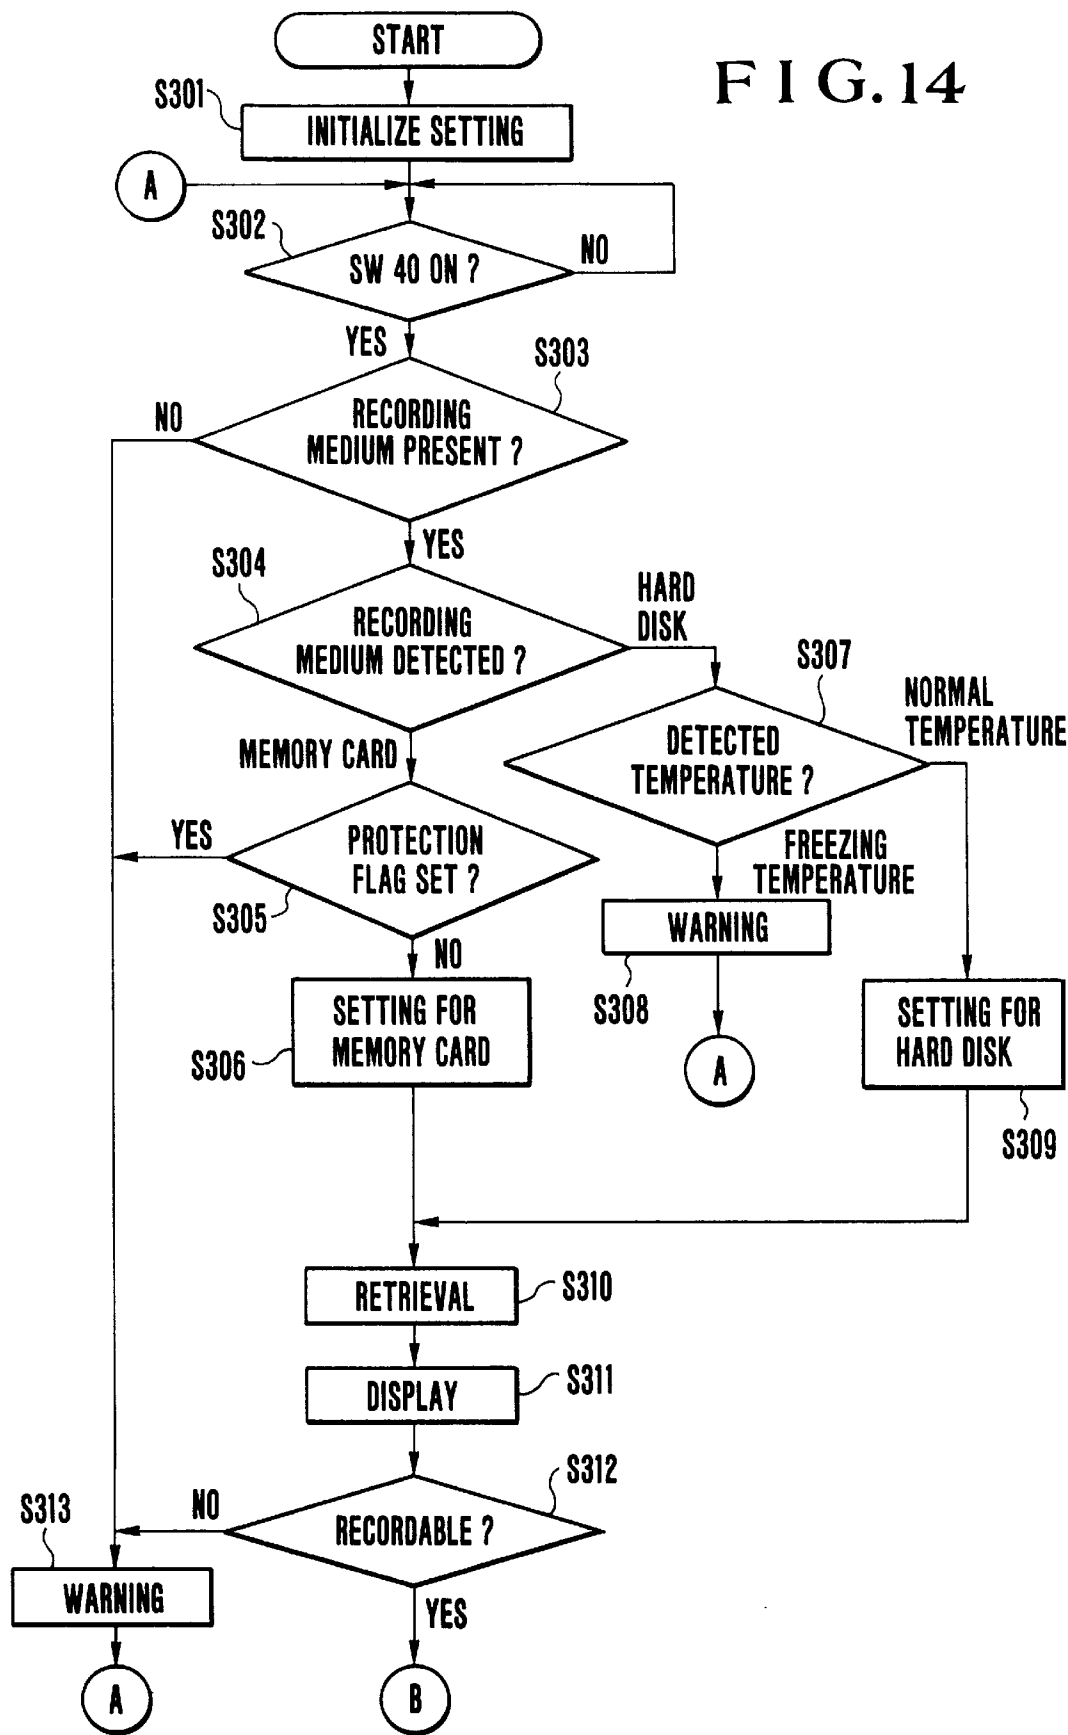 START
FIG.14
S301
INITIALIZE SETTING
A
S302
SW 40 ON ?
NO
YES
S303
NO
RECORDING
MEDIUM PRESENT ?
YES
S304
HARD
DISK
RECORDING
MEDIUM DETECTED ?
S307
NORMAL
TEMPERATURE
MEMORY CARD
DETECTED
TEMPERATURE ?
YES
PROTECTION
FLAG SET ?
FREEZING
TEMPERATURE
S305
WARNING
NO
S308
SETTING FOR
MEMORY CARD
S306
SETTING FOR
HARD DISK
A
S309
RETRIEVAL
S310
DISPLAY
S311
S312
S313
NO
RECORDABLE ?
WARNING
YES
A
B